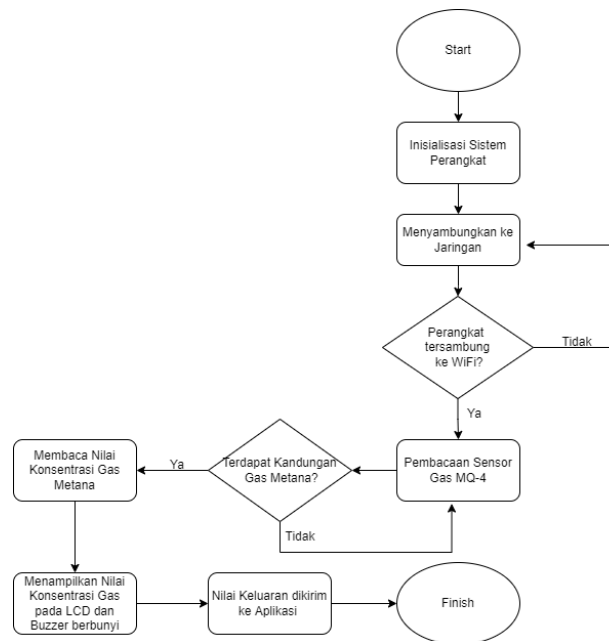 Start
Inisialisasi Sistem
Perangkat
Menyambungkan ke
Jaringan
Perangkat
tersambung
ke WiFi?
Tidak
Ya
Pembacaan Sensor
Gas MQ-4
Terdapat Kandungan
Gas Metana?
Tidak
Ya
Membaca Nilai
Konsentrasi Gas
Metana
Menampilkan Nilai
Konsentrasi Gas
pada LCD dan
Buzzer berbunyi
Nilai Keluaran dikirim
ke Aplikasi
Finish